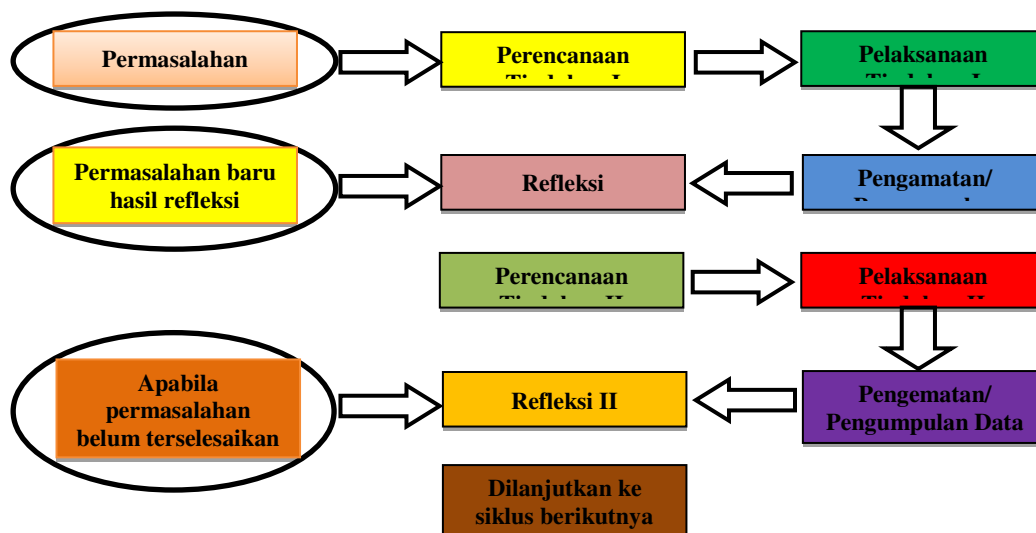 Permasalahan
Perencanaan
Pelaksanaan
Permasalahan baru
hasil refleksi
Refleksi
Pengamatan/
Perencanaan
Pelaksanaan
Apabila
permasalahan
belum terselesaikan
Refleksi II
Pengematan/
Pengumpulan Data
Dilanjutkan ke
siklus berikutnya